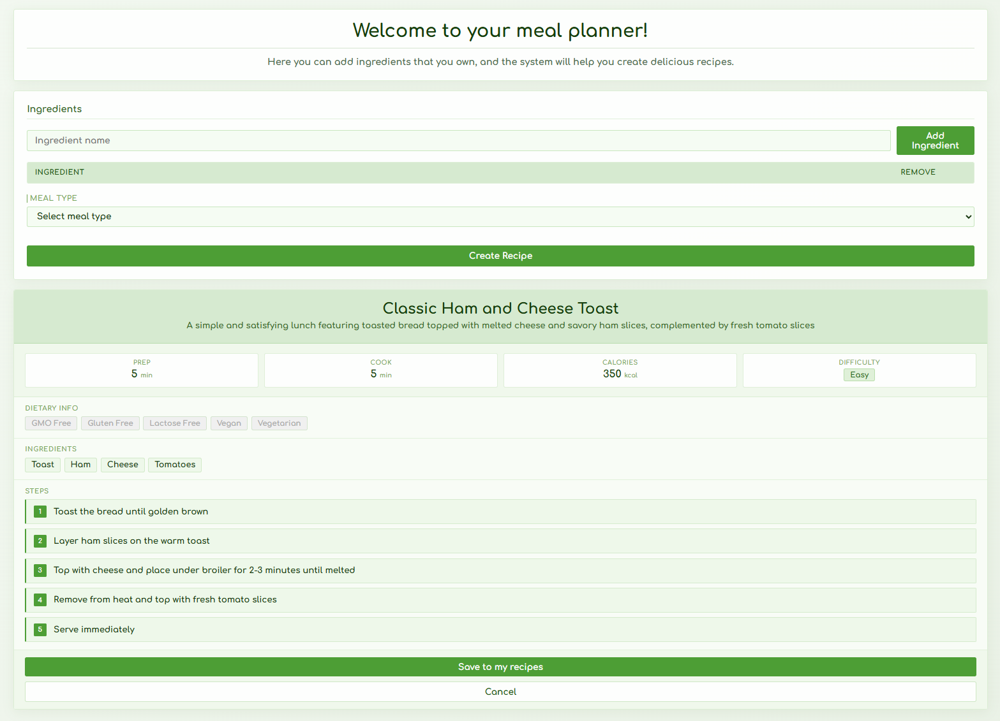 Welcome to your meal planner!
Here you can add ingredients that you own, and the system will help you create delicious recipes.
Ingredients
Ingredient name
Add
Ingredient
INGREDIENT REMOVE
MEAL TYPE
Select meal type
Create Recipe
Classic Ham and Cheese Toast
A simple and satisfying lunch featuring toasted bread topped with melted cheese and savory ham slices, complemented by fresh tomato slices
PREP COOK CALORIES DIFFICULTY
5 min 5 min 350 kcal Easy
DIETARY INFO
GMO Free Gluten Free Lactose Free Vegan Vegetarian
INGREDIENTS
Toast Ham Cheese Tomatoes
STEPS
1 Toast the bread until golden brown
2 Layer ham slices on the warm toast
3 Top with cheese and place under broiler for 2-3 minutes until melted
4 Remove from heat and top with fresh tomato slices
5 Serve immediately
Save to my recipes
Cancel